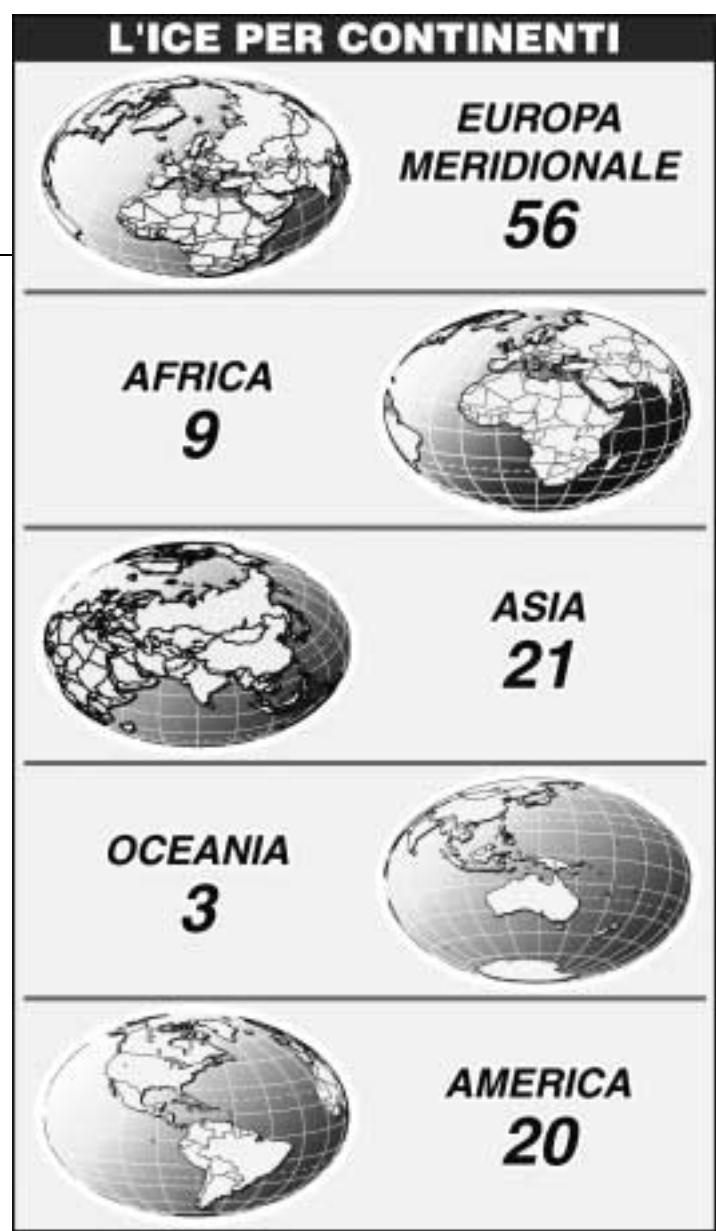 L'ICE PER CONTINENTI
EUROPA
MERIDIONALE
56
AFRICA
9
ASIA
21
OCEANIA
3
AMERICA
20